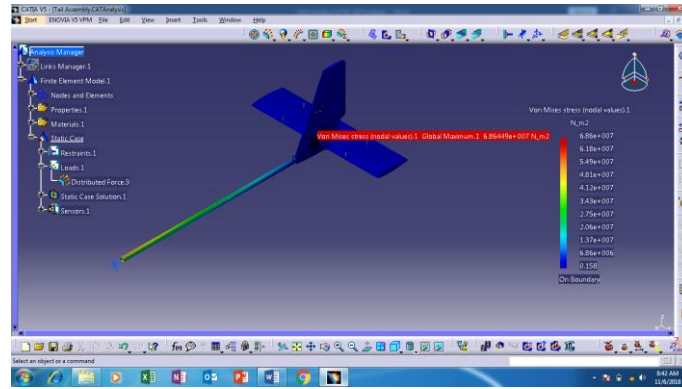 CATIA V5 - [Tail Assembly.CATAnalysis]
Start ENOVIA V5 VPM File Edit View Insert Tools Window Help
Analysis Manager
Links Manager.1
Finite Element Model.1
Nodes and Elements
Properties.1
Materials.1
Static Case
Restraints.1
Loads.1
Distributed Force.3
Static Case Solution.1
Sensors.1
Von Mises stress (nodal values).1 Global Maximum.1 6.86449e+007 N_m2
Von Mises stress (nodal values).1
N_m2
6.86e+007
6.18e+007
5.49e+007
4.81e+007
4.12e+007
3.43e+007
2.75e+007
2.06e+007
1.37e+007
6.86e+006
0.158
On Boundary
Select an object or a command
8:42 AM